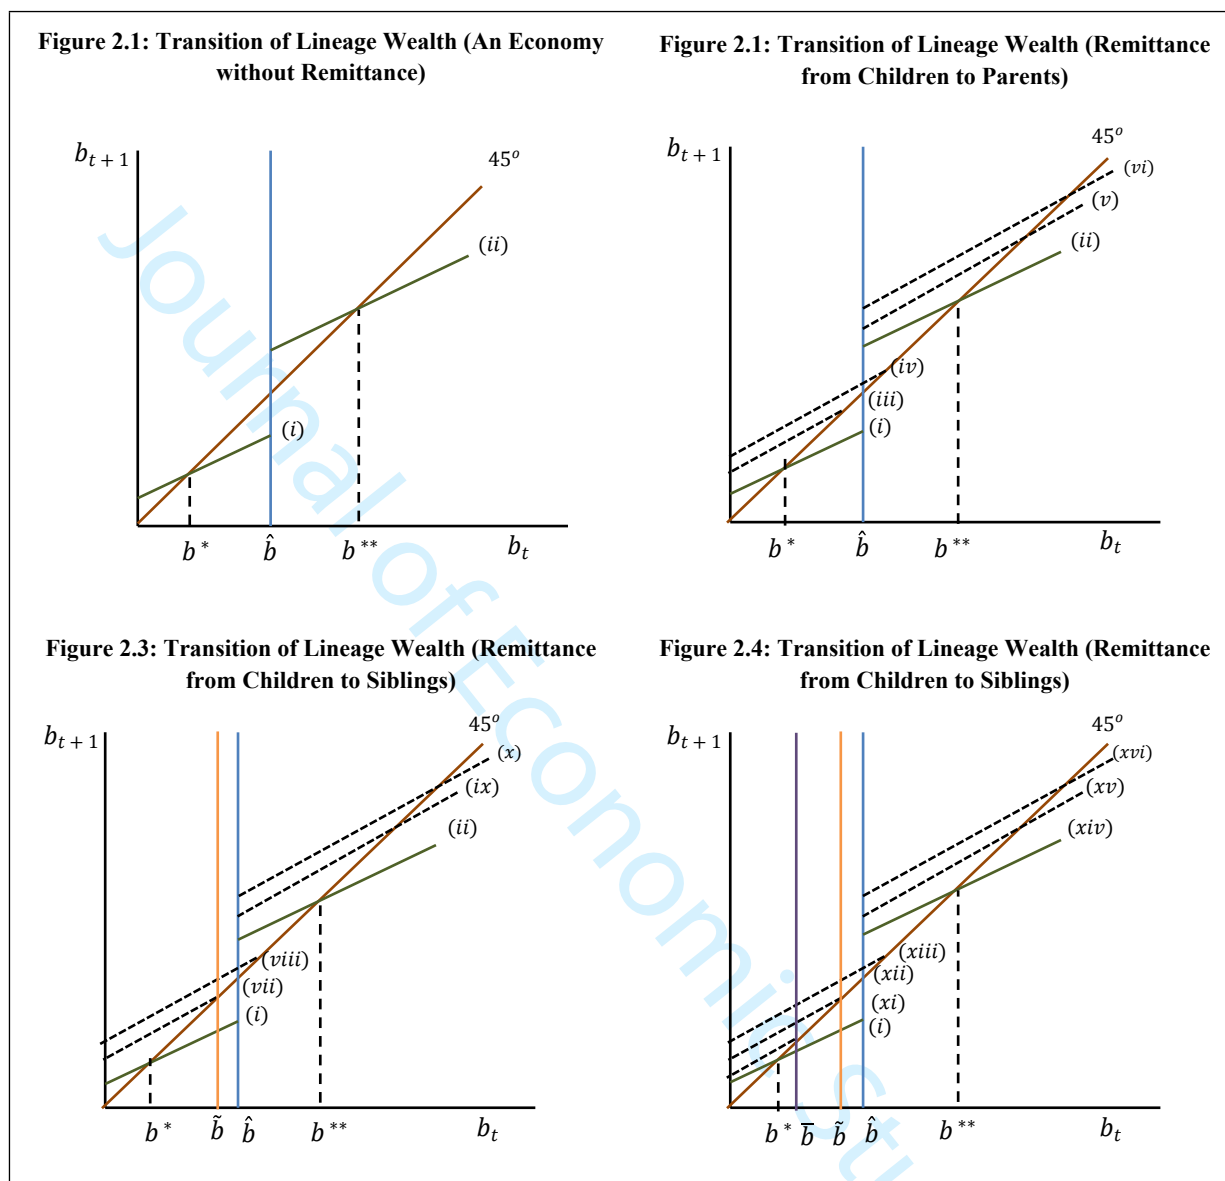 Figure 2.1: Transition of Lineage Wealth (An Economy
without Remittance)
b_{t+1}
45^o
(ii)
(i)
b^*
b̂
b^{**}
b_t
Figure 2.1: Transition of Lineage Wealth (Remittance
from Children to Parents)
b_{t+1}
45^o
(vi)
(v)
(ii)
(iv)
(iii)
(i)
b^*
b̂
b^{**}
b_t
Figure 2.3: Transition of Lineage Wealth (Remittance
from Children to Siblings)
b_{t+1}
45^o
(x)
(ix)
(ii)
(viii)
(vii)
(i)
b^*
b̃
b̂
b^{**}
b_t
Figure 2.4: Transition of Lineage Wealth (Remittance
from Children to Siblings)
b_{t+1}
45^o
(xvi)
(xv)
(xiv)
(xiii)
(xii)
(xi)
(i)
b^*
b̅
b̃
b̂
b^{**}
b_t
Journal of Economic Stu